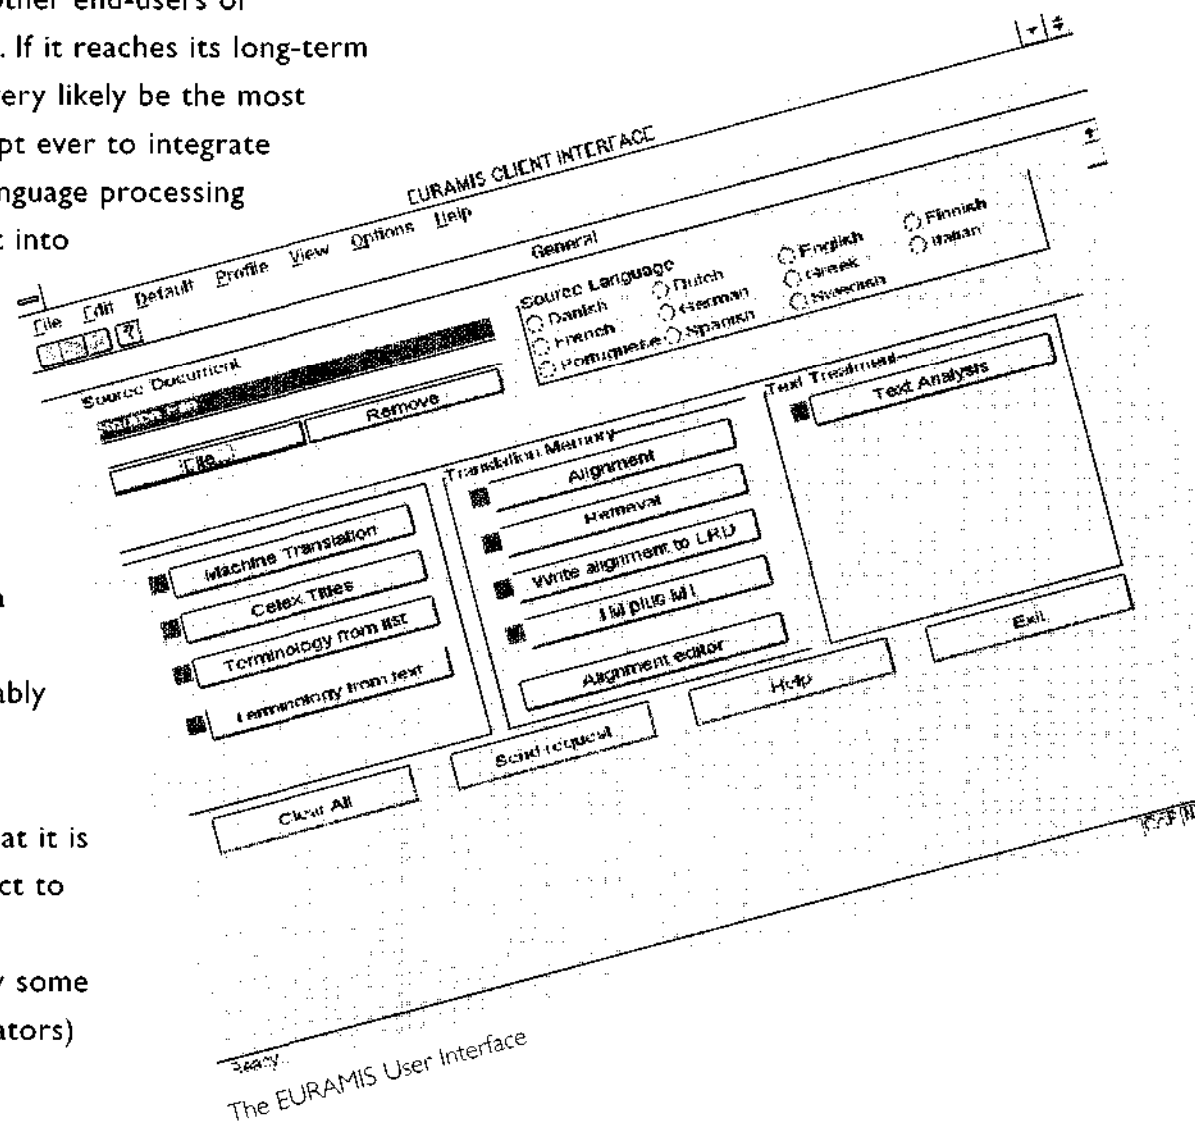 other end-users of
. If it reaches its long-term
very likely be the most
pt ever to integrate
nguage processing
t into
a
ably
at it is
ct to
y some
ators)
EURAMIS CLIENT INTERFACE
File Edit Default Profile View Options Help
?
General
Source Document
File...
Remove
Source Language
Danish Dutch English Finnish
French German Greek Italian
Portuguese Spanish Swedish
Machine Translation
Celex Titles
Terminology from list
Terminology from text
Translation Memory
Alignment
Retrieval
Write alignment to LRD
TM plus MT
Alignment editor
Text Treatment
Text Analysis
Clear All
Send request
Help
Exit
Ready...
The EURAMIS User Interface